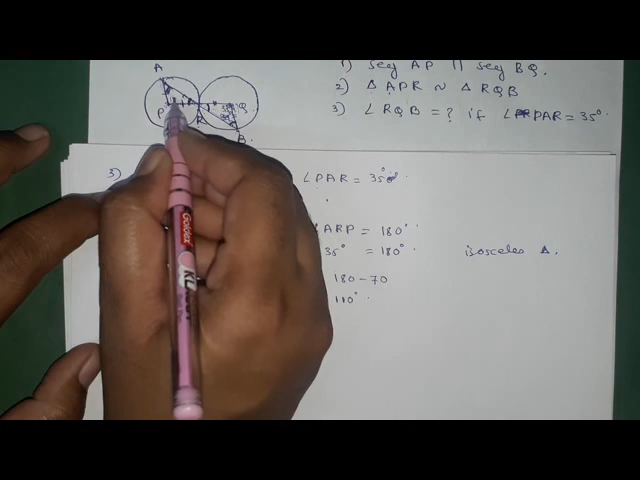 1) seg AP || seg BQ.
2) Δ APR ~ Δ RQB
3) ∠RQB = ? if ∠PAR = 35°
A
P
R
Q
B
3)
∠PAR = 35°
ARP = 180°
35° = 180°
isosceles Δ.
180 - 70
110°
Goldex